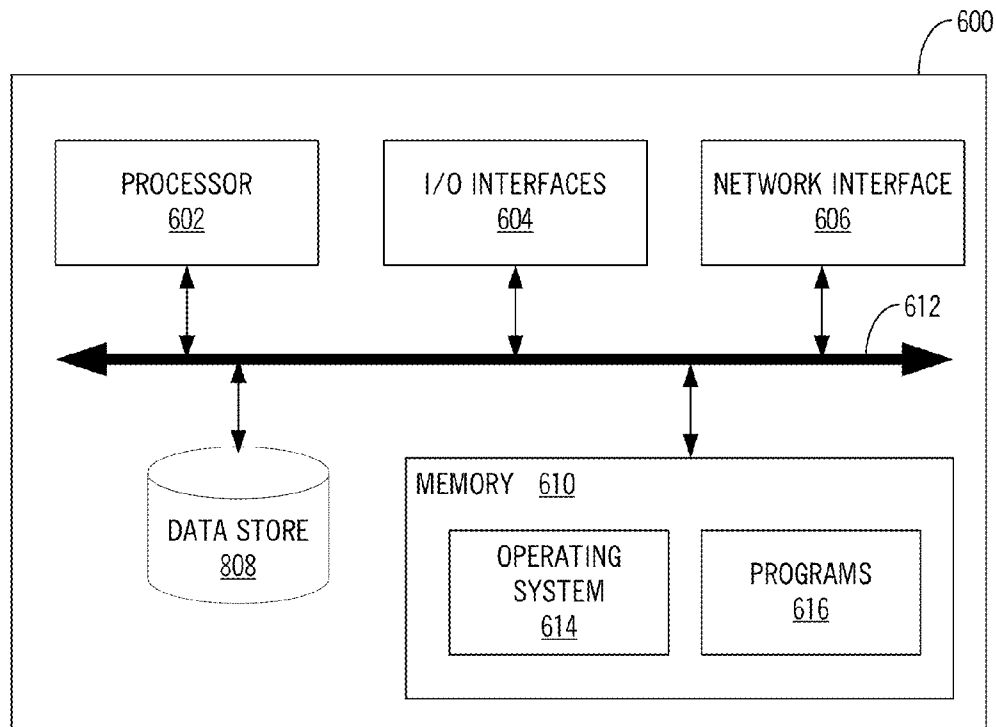 600
PROCESSOR
602
I/O INTERFACES
604
NETWORK INTERFACE
606
612
DATA STORE
808
MEMORY 610
OPERATING
SYSTEM
614
PROGRAMS
616